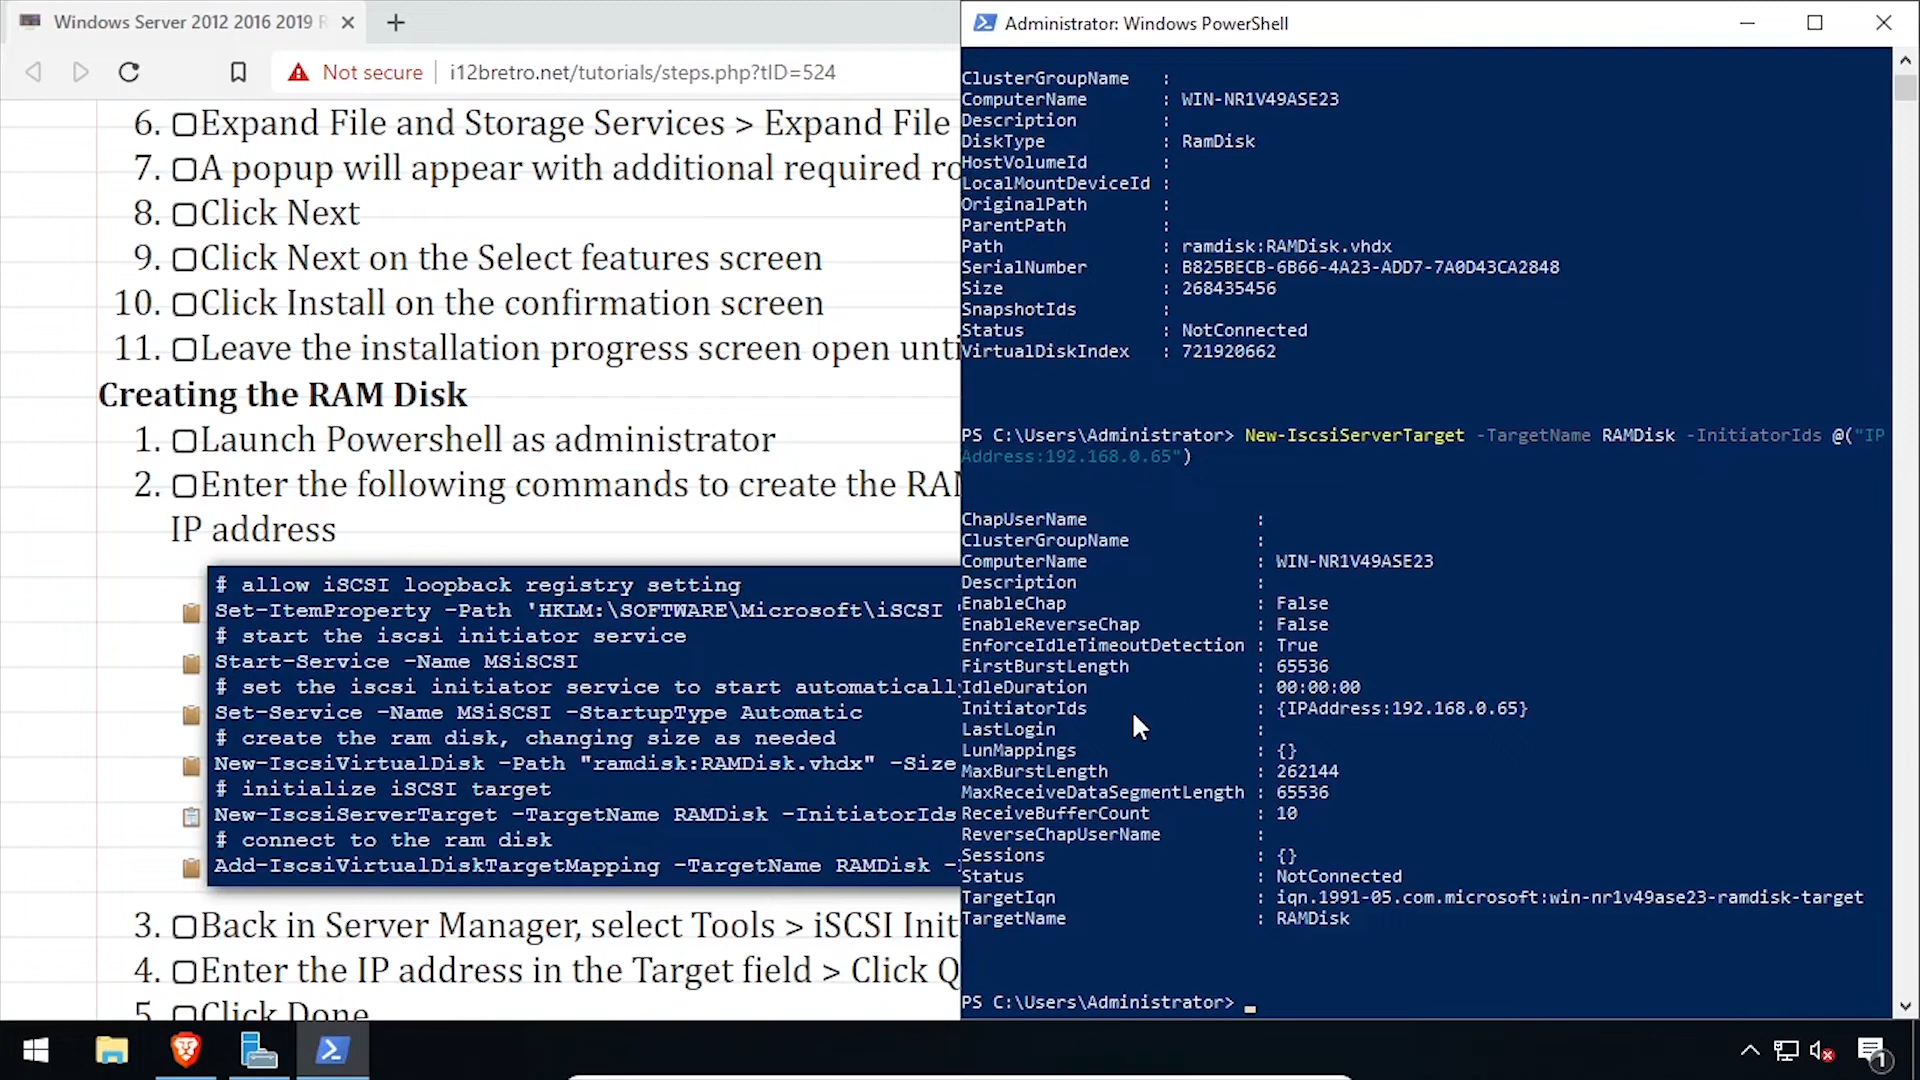 Windows Server 2012 2016 2019 R
Not secure
i12bretro.net/tutorials/steps.php?tID=524
6. Expand File and Storage Services > Expand File
7. A popup will appear with additional required ro
8. Click Next
9. Click Next on the Select features screen
10. Click Install on the confirmation screen
11. Leave the installation progress screen open unti
Creating the RAM Disk
1. Launch Powershell as administrator
2. Enter the following commands to create the RAM
IP address
# allow iSCSI loopback registry setting
Set-ItemProperty -Path 'HKLM:\SOFTWARE\Microsoft\iSCSI
# start the iscsi initiator service
Start-Service -Name MSiSCSI
# set the iscsi initiator service to start automatically
Set-Service -Name MSiSCSI -StartupType Automatic
# create the ram disk, changing size as needed
New-IscsiVirtualDisk -Path "ramdisk:RAMDisk.vhdx" -Size
# initialize iSCSI target
New-IscsiServerTarget -TargetName RAMDisk -InitiatorIds
# connect to the ram disk
Add-IscsiVirtualDiskTargetMapping -TargetName RAMDisk -
3. Back in Server Manager, select Tools > iSCSI Init
4. Enter the IP address in the Target field > Click Q
5. Click Done
Administrator: Windows PowerShell
ClusterGroupName :
ComputerName : WIN-NR1V49ASE23
Description :
DiskType : RamDisk
HostVolumeId :
LocalMountDeviceId :
OriginalPath :
ParentPath :
Path : ramdisk:RAMDisk.vhdx
SerialNumber : B825BECB-6B66-4A23-ADD7-7A0D43CA2848
Size : 268435456
SnapshotIds :
Status : NotConnected
VirtualDiskIndex : 721920662
PS C:\Users\Administrator> New-IscsiServerTarget -TargetName RAMDisk -InitiatorIds @("IP
Address:192.168.0.65")
ChapUserName :
ClusterGroupName :
ComputerName : WIN-NR1V49ASE23
Description :
EnableChap : False
EnableReverseChap : False
EnforceIdleTimeoutDetection : True
FirstBurstLength : 65536
IdleDuration : 00:00:00
InitiatorIds : {IPAddress:192.168.0.65}
LastLogin :
LunMappings : {}
MaxBurstLength : 262144
MaxReceiveDataSegmentLength : 65536
ReceiveBufferCount : 10
ReverseChapUserName :
Sessions : {}
Status : NotConnected
TargetIqn : iqn.1991-05.com.microsoft:win-nr1v49ase23-ramdisk-target
TargetName : RAMDisk
PS C:\Users\Administrator> _
1